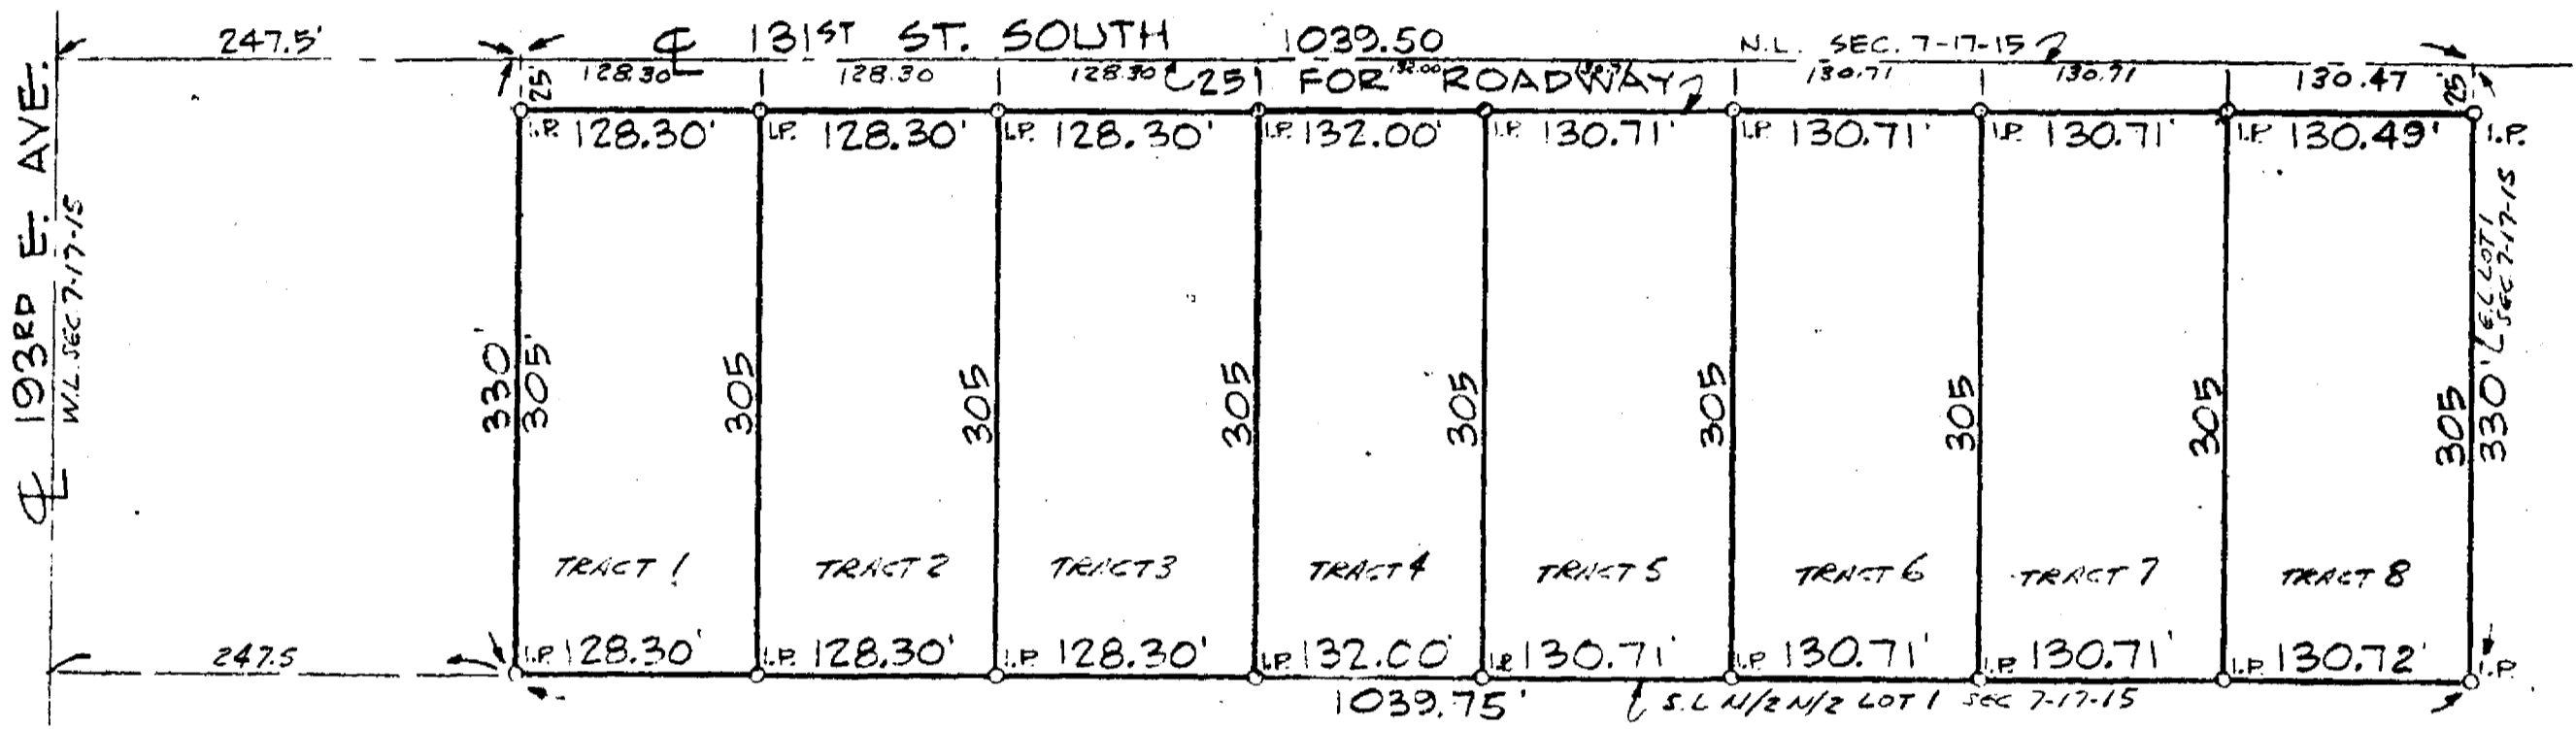 247.5'
℄ 131ST ST. SOUTH
1039.50
N.L. SEC. 7-17-15
25
128.30
128.30
128.30
25' FOR ROADWAY
132.00
130.71
130.71
130.47
25
I.P. 128.30'
I.P. 128.30'
I.P. 128.30'
I.P. 132.00'
I.P. 130.71'
I.P. 130.71'
I.P. 130.71'
I.P. 130.49'
I.P.
℄ 193RD E. AVE.
W.L. SEC. 7-17-15
330'
305'
305
305
305
305
305
305
305
305
330'
E.L. LOT 1
SEC 7-17-15
TRACT 1
TRACT 2
TRACT 3
TRACT 4
TRACT 5
TRACT 6
TRACT 7
TRACT 8
247.5
I.P. 128.30'
I.P. 128.30'
I.P. 128.30'
I.P. 132.00'
I.P. 130.71'
I.P. 130.71'
I.P. 130.71'
I.P. 130.72'
I.P.
1039.75'
S.L N/2 N/2 LOT 1 SEC 7-17-15